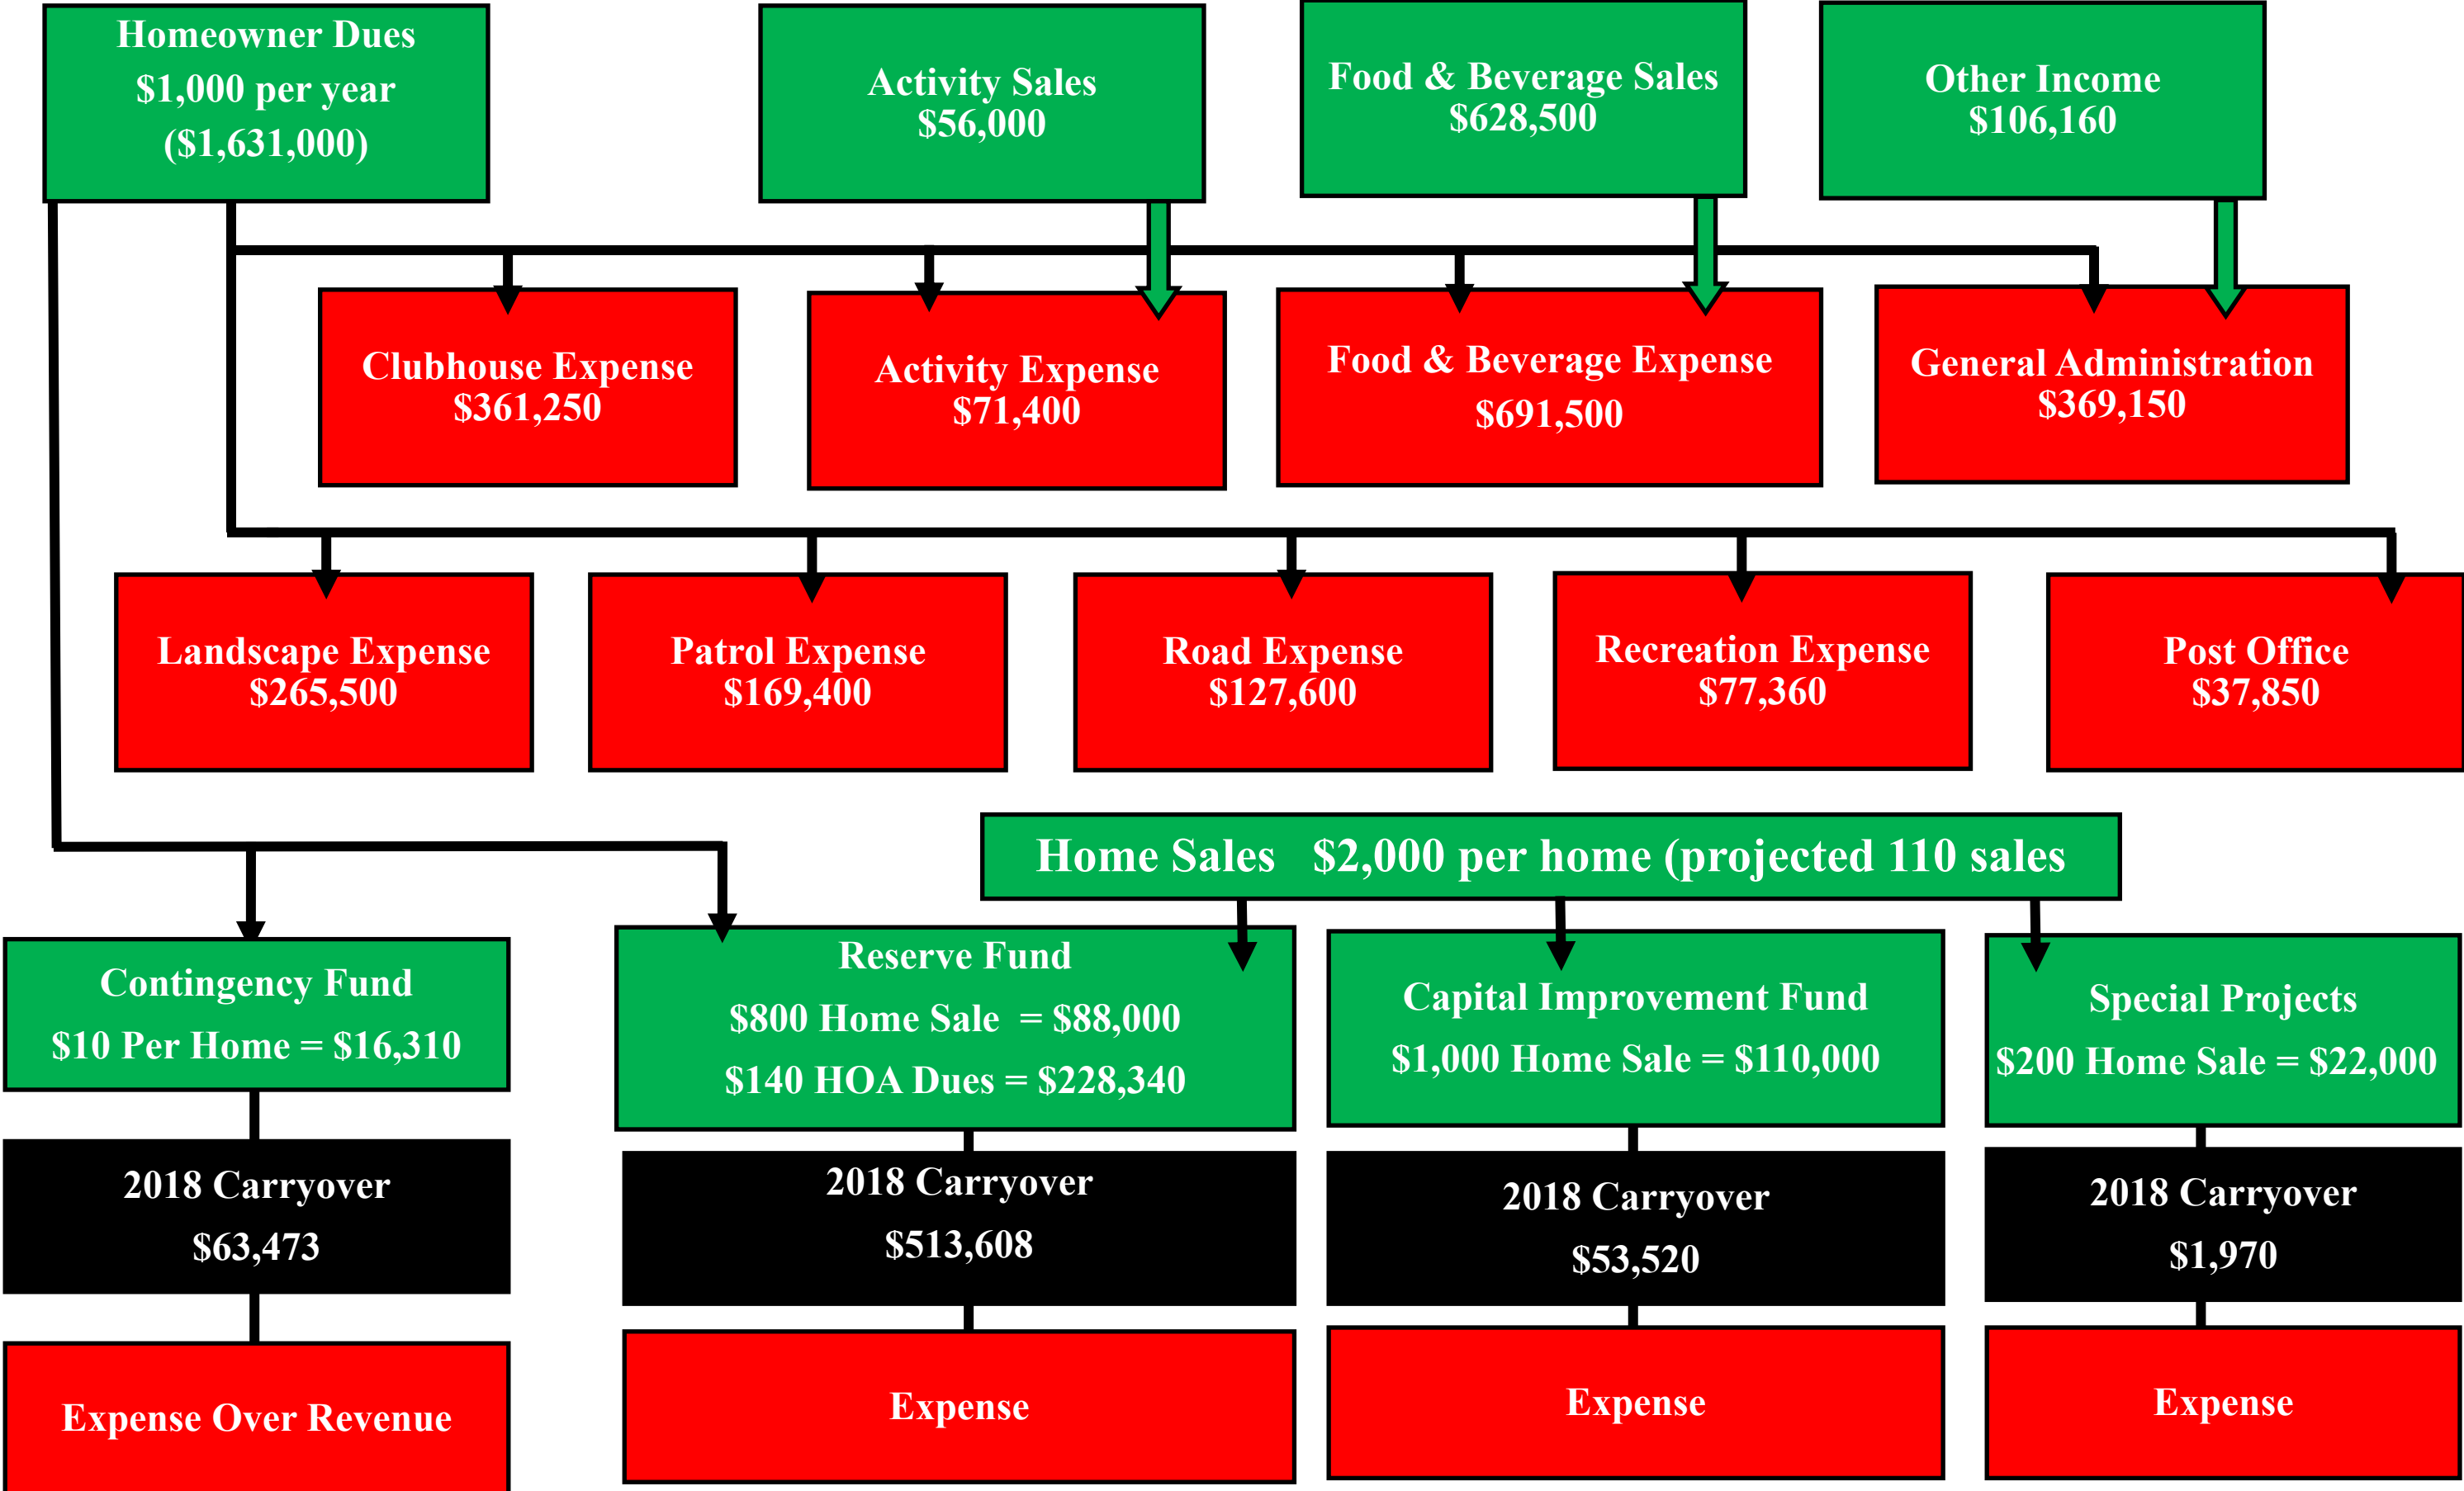 Homeowner Dues
$1,000 per year
($1,631,000)
Activity Sales
$56,000
Food & Beverage Sales
$628,500
Other Income
$106,160
Clubhouse Expense
$361,250
Activity Expense
$71,400
Food & Beverage Expense
$691,500
General Administration
$369,150
Landscape Expense
$265,500
Patrol Expense
$169,400
Road Expense
$127,600
Recreation Expense
$77,360
Post Office
$37,850
Home Sales $2,000 per home (projected 110 sales
Contingency Fund
$10 Per Home = $16,310
Reserve Fund
$800 Home Sale = $88,000
$140 HOA Dues = $228,340
Capital Improvement Fund
$1,000 Home Sale = $110,000
Special Projects
$200 Home Sale = $22,000
2018 Carryover
$63,473
2018 Carryover
$513,608
2018 Carryover
$53,520
2018 Carryover
$1,970
Expense Over Revenue
Expense
Expense
Expense